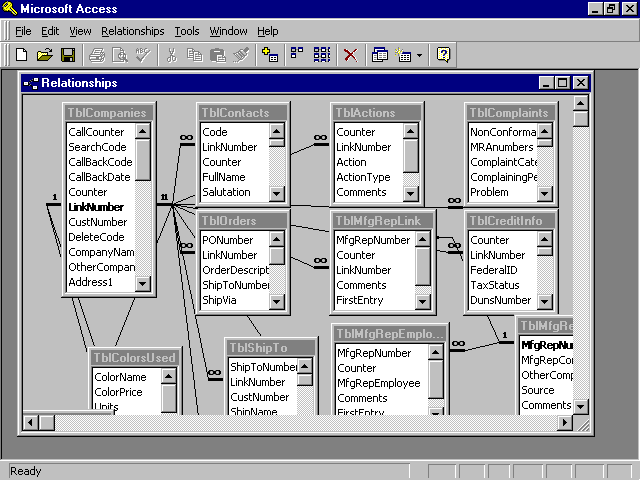 Microsoft Access
File Edit View Relationships Tools Window Help
Relationships
TblCompanies
CallCounter
SearchCode
CallBackCode
CallBackDate
Counter
LinkNumber
CustNumber
DeleteCode
CompanyNam
OtherCompan
Address1
TblContacts
Code
LinkNumber
Counter
FullName
Salutation
TblActions
Counter
LinkNumber
Action
ActionType
Comments
TblComplaints
NonConforma
MRAnumbers
ComplaintCate
ComplainingPe
Problem
1
11
∞
∞
∞
TblOrders
PONumber
LinkNumber
OrderDescript
ShipToNumber
ShipVia
TblMfgRepLink
MfgRepNumber
Counter
LinkNumber
Comments
FirstEntry
TblCreditInfo
Counter
LinkNumber
FederalID
TaxStatus
DunsNumber
∞
∞
∞
TblColorsUsed
ColorName
ColorPrice
Units
TblShipTo
ShipToNumber
LinkNumber
CustNumber
ShipName
∞
TblMfgRepEmplo...
MfgRepNumber
Counter
MfgRepEmployee
Comments
FirstEntry
∞
1
TblMfgRe
MfgRepNu
MfgRepCo
OtherComp
Source
Comments
Ready